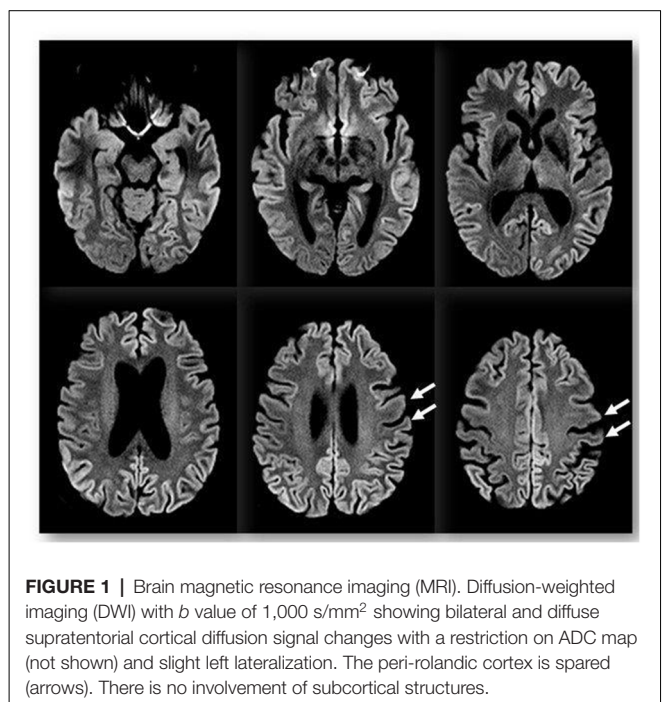 FIGURE 1 | Brain magnetic resonance imaging (MRI). Diffusion-weighted
imaging (DWI) with b value of 1,000 s/mm² showing bilateral and diffuse
supratentorial cortical diffusion signal changes with a restriction on ADC map
(not shown) and slight left lateralization. The peri-rolandic cortex is spared
(arrows). There is no involvement of subcortical structures.